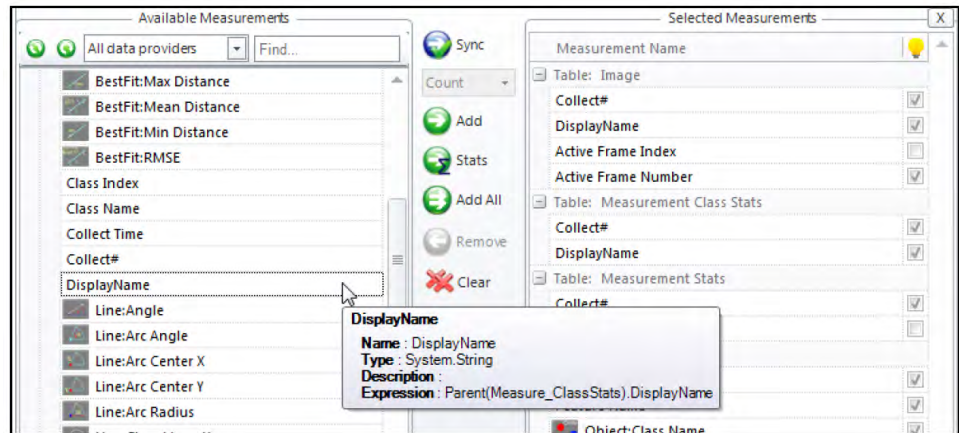 Available Measurements
All data providers
Find...
BestFit:Max Distance
BestFit:Mean Distance
BestFit:Min Distance
BestFit:RMSE
Class Index
Class Name
Collect Time
Collect#
DisplayName
Line:Angle
Line:Arc Angle
Line:Arc Center X
Line:Arc Center Y
Line:Arc Radius
Sync
Count
Add
Stats
Add All
Remove
Clear
Selected Measurements
X
Measurement Name
Table: Image
Collect#
DisplayName
Active Frame Index
Active Frame Number
Table: Measurement Class Stats
Collect#
DisplayName
Table: Measurement Stats
Collect#
Object:Class Name
DisplayName
Name : DisplayName
Type : System.String
Description :
Expression : Parent(Measure_ClassStats).DisplayName